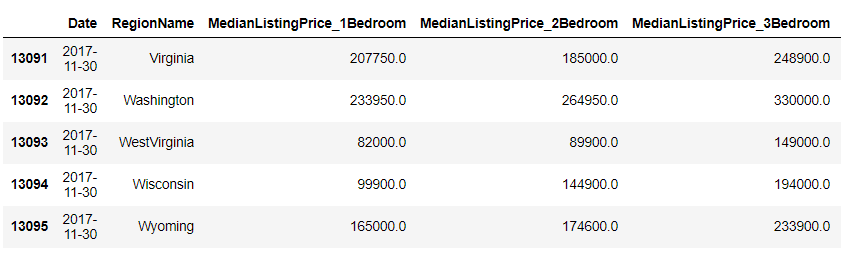 Date RegionName MedianListingPrice_1Bedroom MedianListingPrice_2Bedroom MedianListingPrice_3Bedroom
13091 2017-11-30 Virginia 207750.0 185000.0 248900.0
13092 2017-11-30 Washington 233950.0 264950.0 330000.0
13093 2017-11-30 WestVirginia 82000.0 89900.0 149000.0
13094 2017-11-30 Wisconsin 99900.0 144900.0 194000.0
13095 2017-11-30 Wyoming 165000.0 174600.0 233900.0